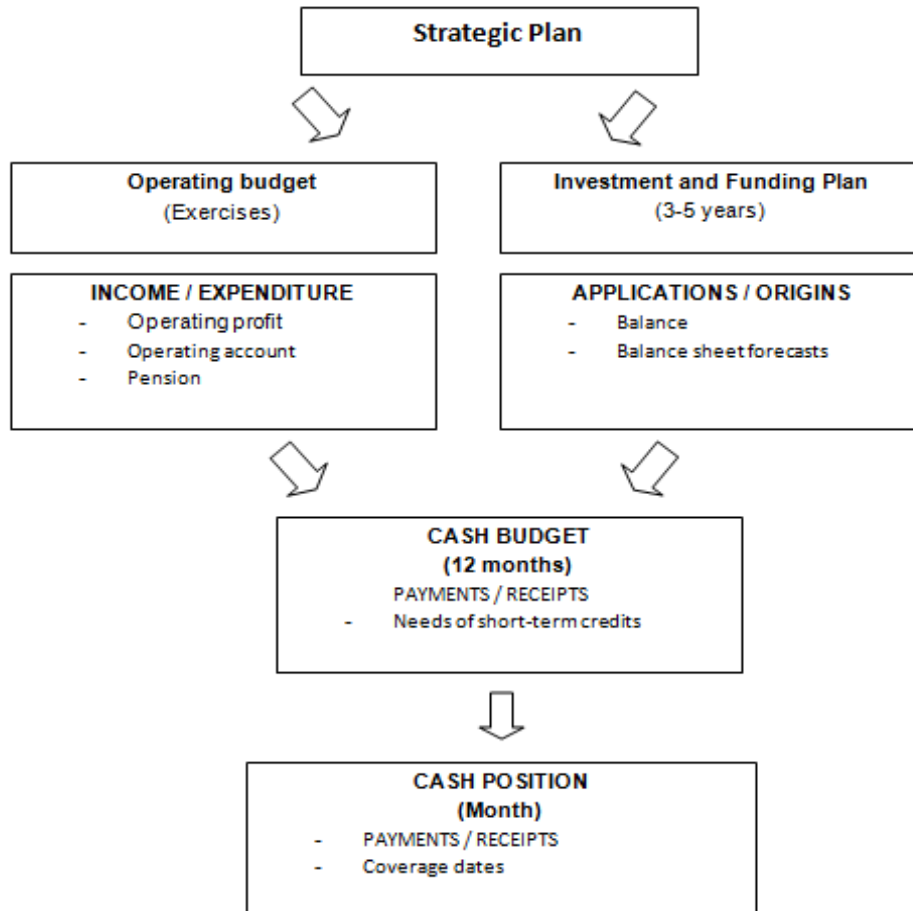 Strategic Plan
Operating budget
(Exercises)
Investment and Funding Plan
(3-5 years)
INCOME / EXPENDITURE
- Operating profit
- Operating account
- Pension
APPLICATIONS / ORIGINS
- Balance
- Balance sheet forecasts
CASH BUDGET
(12 months)
PAYMENTS / RECEIPTS
- Needs of short-term credits
CASH POSITION
(Month)
- PAYMENTS / RECEIPTS
- Coverage dates